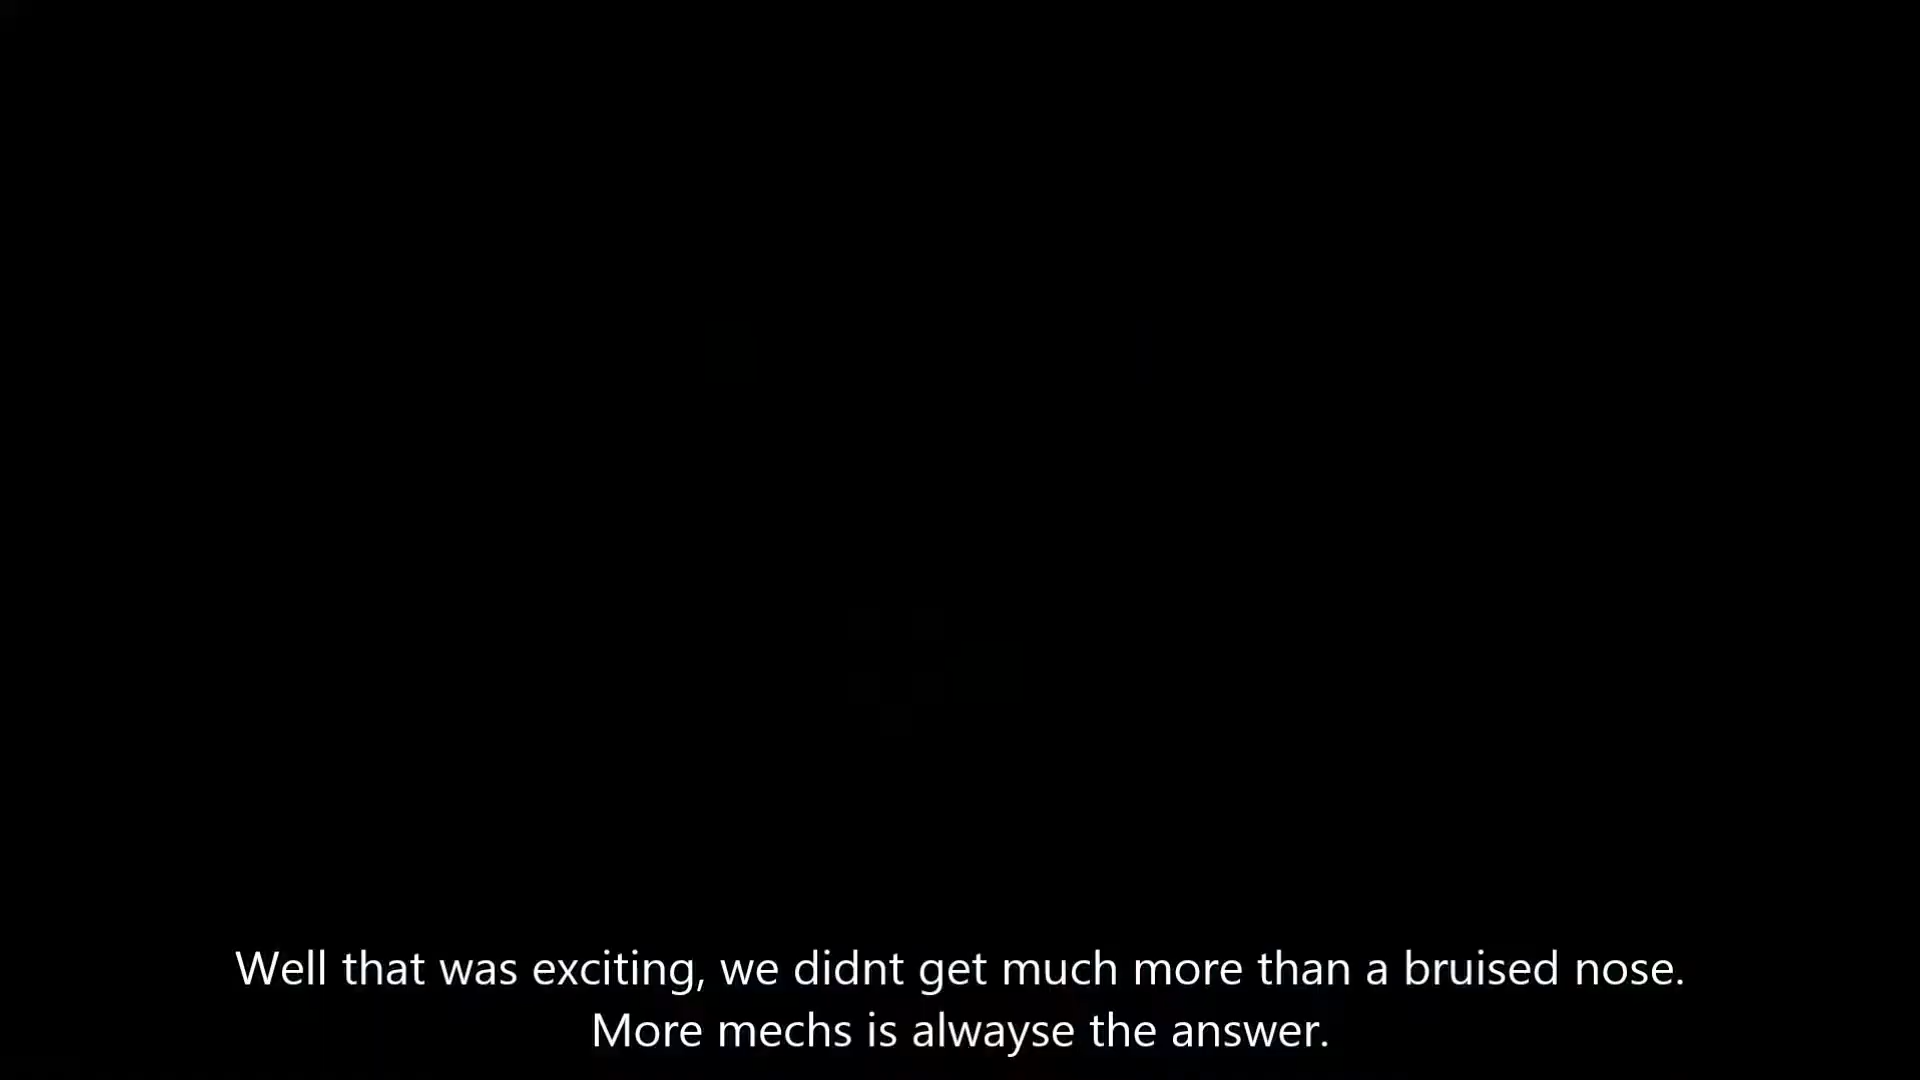 Well that was exciting, we didnt get much more than a bruised nose.
More mechs is alwayse the answer.